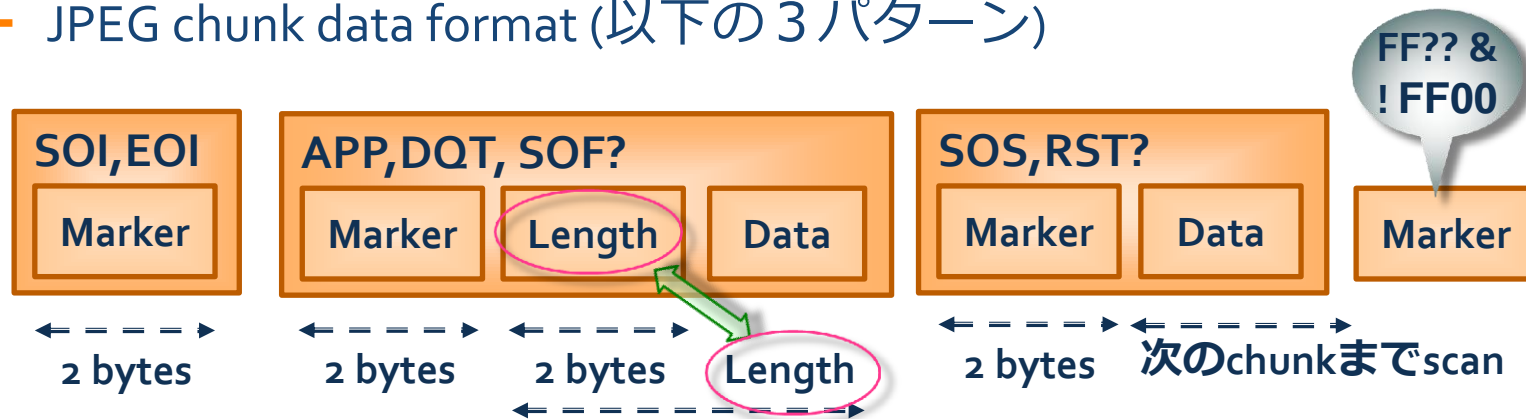 – JPEG chunk data format (以下の３パターン)
FF?? &
! FF00
SOI,EOI
Marker
2 bytes
APP,DQT, SOF?
Marker Length Data
2 bytes 2 bytes Length
SOS,RST?
Marker Data
2 bytes 次のchunkまでscan
Marker